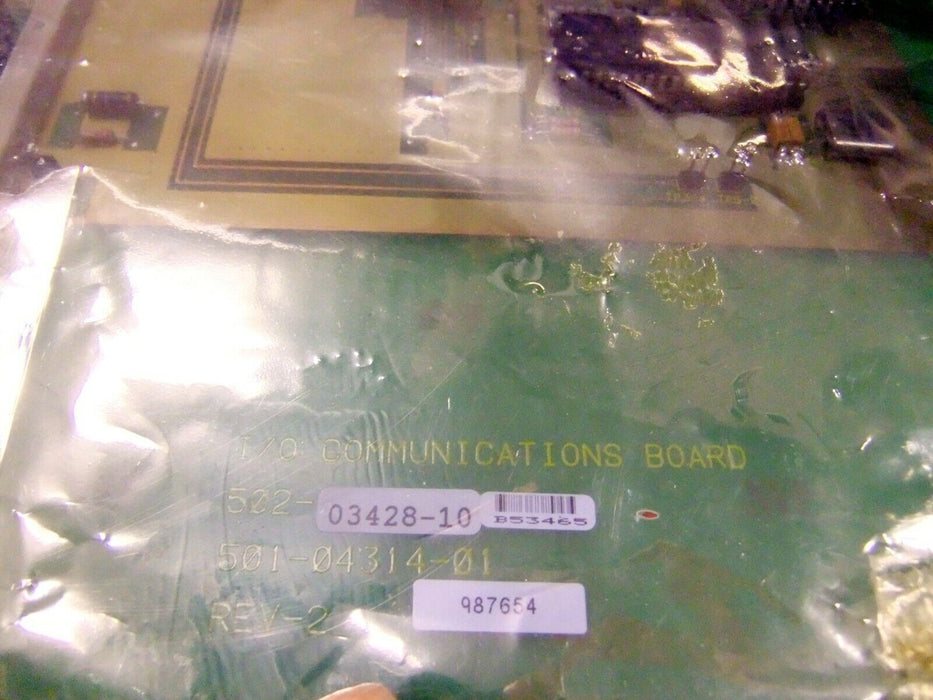 I/O COMMUNICATIONS BOARD
502-03428-10 B53465
501-04314-01
REV-2 987654